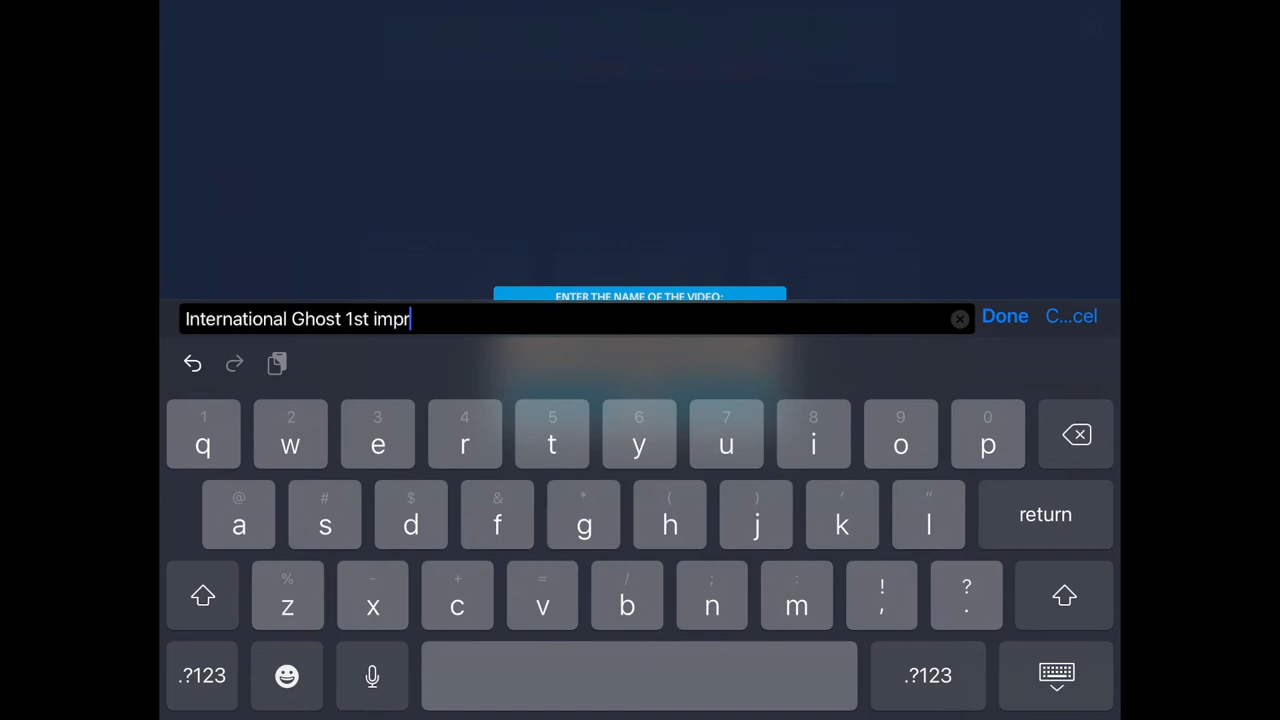 ENTER THE NAME OF THE VIDEO:
International Ghost 1st impr
Done C...cel
1 2 3 4 5 6 7 8 9 0
q w e r t y u i o p
@ # $ & * ( ) ' "
a s d f g h j k l return
% - + = / ; : ! ?
z x c v b n m , .
.?123 .?123